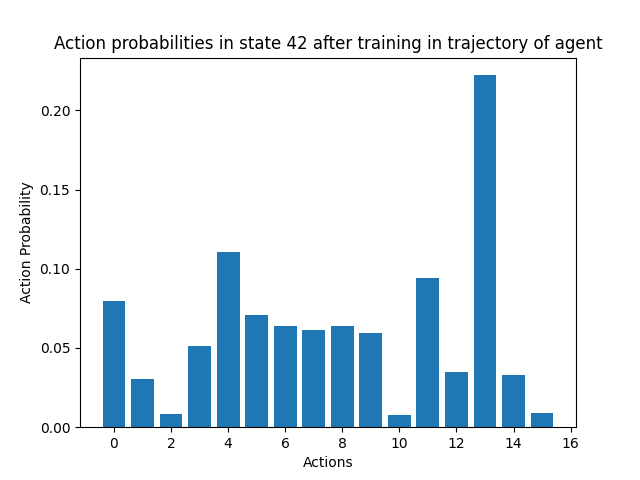 Action probabilities in state 42 after training in trajectory of agent
0.20
0.15
0.10
0.05
0.00
Action Probability
0 2 4 6 8 10 12 14 16
Actions